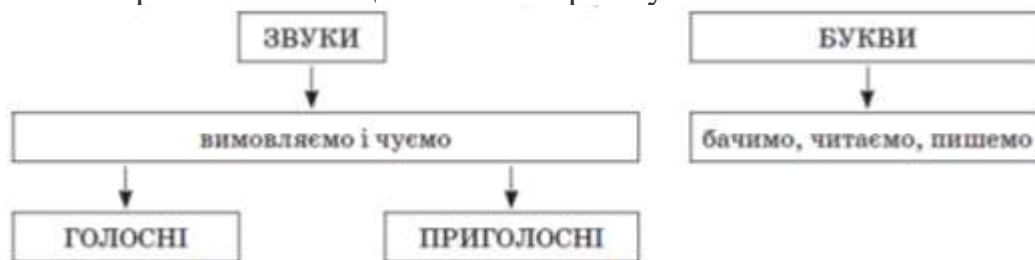 ЗВУКИ
БУКВИ
вимовляємо і чуємо
бачимо, читаємо, пишемо
ГОЛОСНІ
ПРИГОЛОСНІ